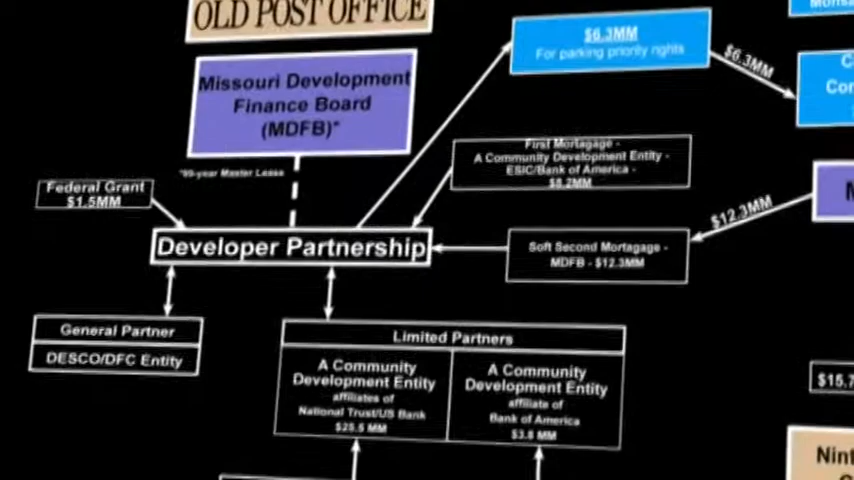 OLD POST OFFICE
$6.3MM
For parking priority rights
$6.3MM
Missouri Development
Finance Board
(MDFB)*
*99-year Master Lease
First Mortagage -
A Community Development Entity -
ESIC/Bank of America -
$8.2MM
Federal Grant
$1.5MM
$12.3MM
Developer Partnership
Soft Second Mortagage -
MDFB - $12.3MM
General Partner
DESCO/DFC Entity
Limited Partners
A Community
Development Entity
affiliates of
National Trust/US Bank
$25.5 MM
A Community
Development Entity
affiliate of
Bank of America
$3.8 MM